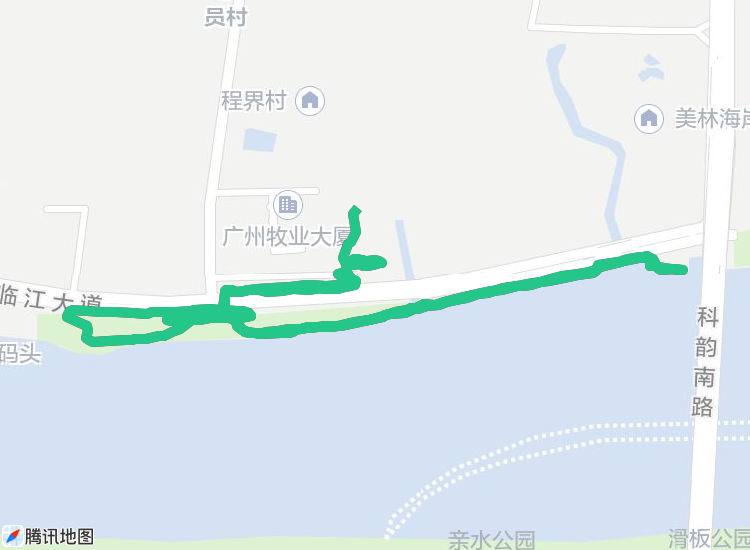 员村
程界村
美林海岸
广州牧业大厦
临江大道
科韵南路
码头
亲水公园
滑板公园
腾讯地图